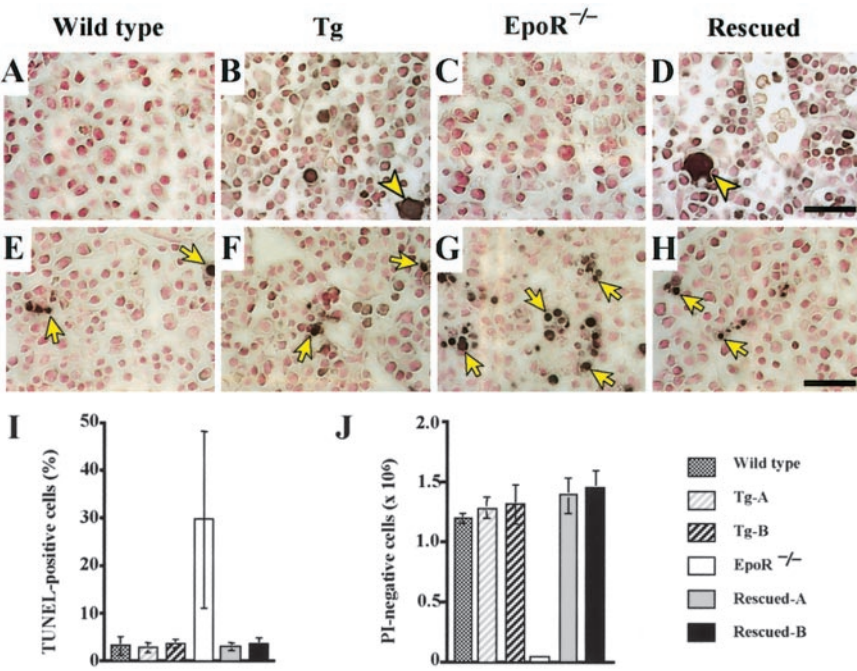 Wild type Tg EpoR −/− Rescued
A B C D
E F G H
I J
TUNEL-positive cells (%)
50
40
30
20
10
0
PI-negative cells (x 10⁶)
2.0
1.5
1.0
0.5
0
Wild type
Tg-A
Tg-B
EpoR −/−
Rescued-A
Rescued-B